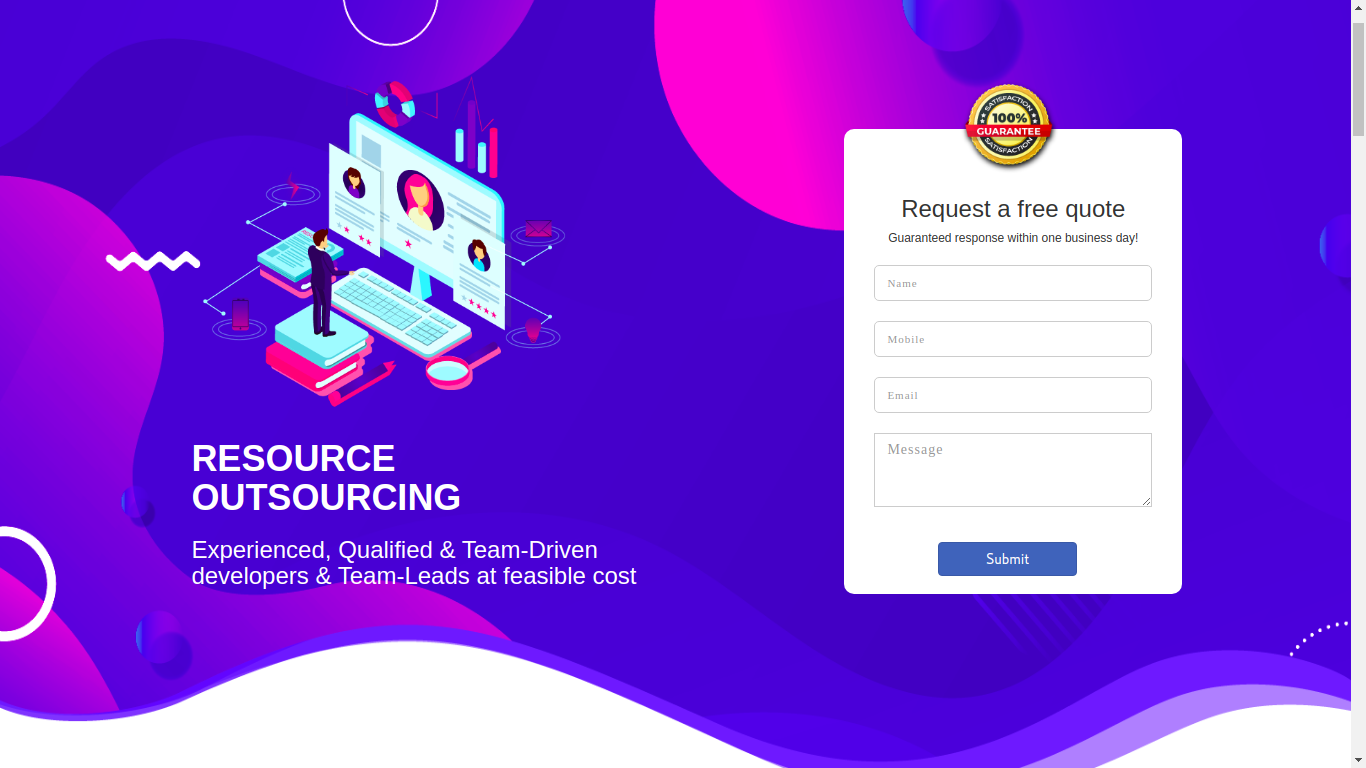 RESOURCE
OUTSOURCING
Experienced, Qualified & Team-Driven
developers & Team-Leads at feasible cost
SATISFACTION
100%
GUARANTEE
SATISFACTION
Request a free quote
Guaranteed response within one business day!
Name
Mobile
Email
Message
Submit